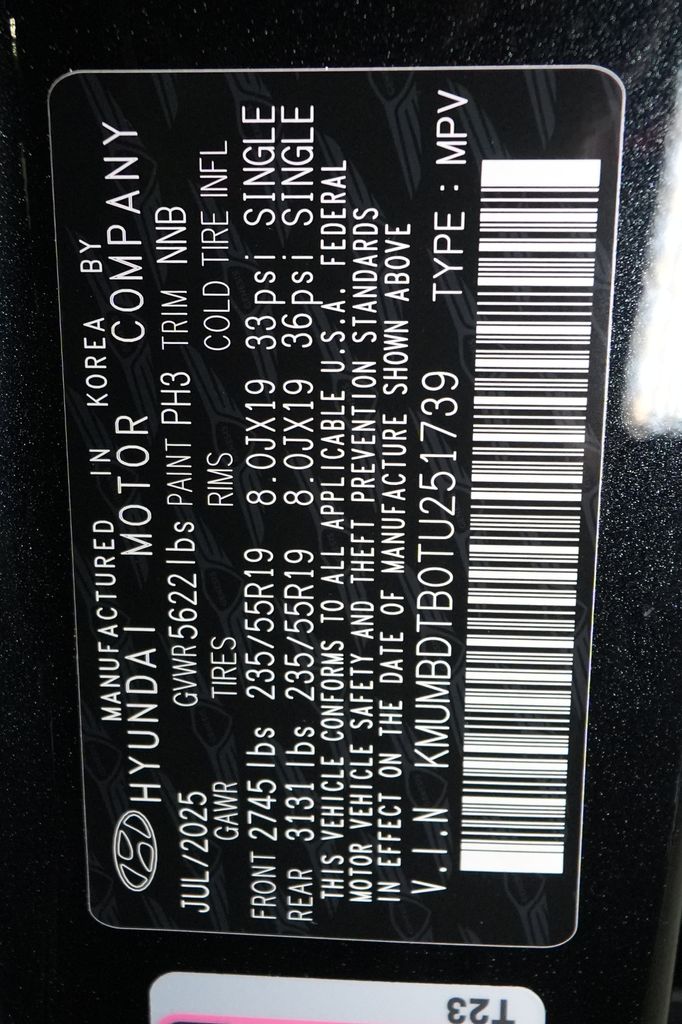 MANUFACTURED IN KOREA BY
HYUNDAI MOTOR COMPANY
JUL/2025 GVWR5622lbs PAINT PH3 TRIM NNB
GAWR TIRES RIMS COLD TIRE INFL
FRONT 2745 lbs 235/55R19 8.0JX19 33psi SINGLE
REAR 3131 lbs 235/55R19 8.0JX19 36psi SINGLE
THIS VEHICLE CONFORMS TO ALL APPLICABLE U.S.A. FEDERAL
MOTOR VEHICLE SAFETY AND THEFT PREVENTION STANDARDS
IN EFFECT ON THE DATE OF MANUFACTURE SHOWN ABOVE
V.I.N KMUMBDTB0TU251739 TYPE : MPV
T23